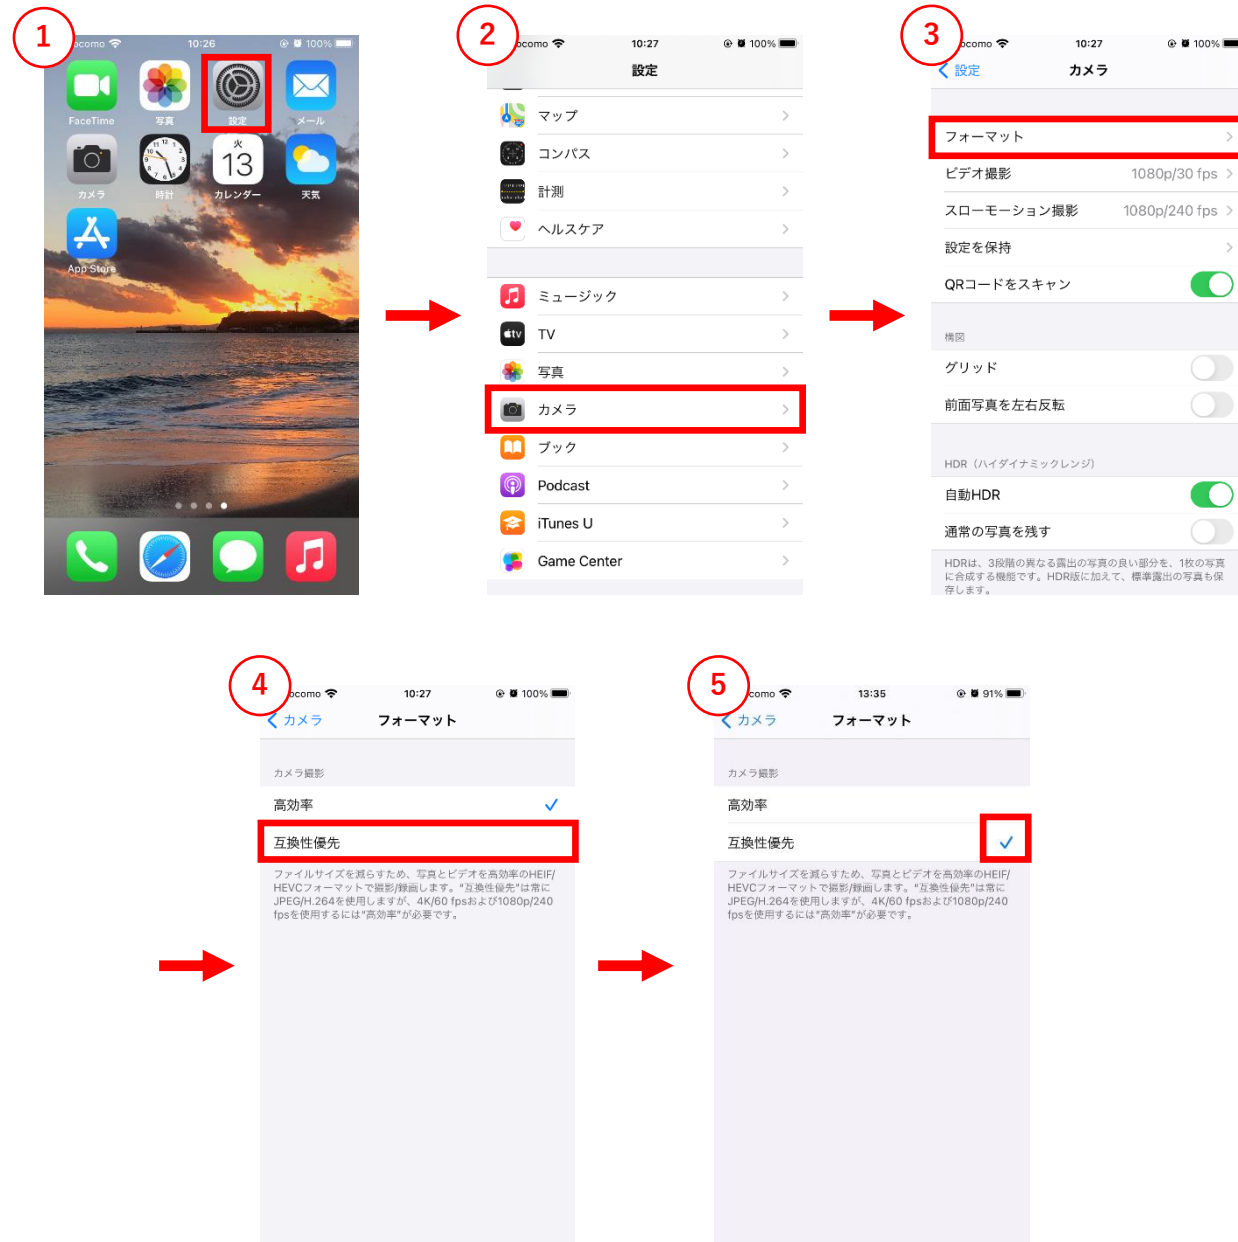 1
ocomo 10:26 100%
FaceTime 写真 設定 メール
火
13
カメラ 時計 カレンダー 天気
App Store
2
ocomo 10:27 100%
設定
マップ
コンパス
計測
ヘルスケア
ミュージック
tv TV
写真
カメラ
ブック
Podcast
iTunes U
Game Center
3
ocomo 10:27 100%
設定 カメラ
フォーマット
ビデオ撮影 1080p/30 fps
スローモーション撮影 1080p/240 fps
設定を保持
QRコードをスキャン
構図
グリッド
前面写真を左右反転
HDR（ハイダイナミックレンジ）
自動HDR
通常の写真を残す
HDRは、3段階の異なる露出の写真の良い部分を、1枚の写真
に合成する機能です。HDR版に加えて、標準露出の写真も保
存します。
4
ocomo 10:27 100%
カメラ フォーマット
カメラ撮影
高効率
互換性優先
ファイルサイズを減らすため、写真とビデオを高効率のHEIF/
HEVCフォーマットで撮影/録画します。“互換性優先”は常に
JPEG/H.264を使用しますが、4K/60 fpsおよび1080p/240
fpsを使用するには“高効率”が必要です。
5
como 13:35 91%
カメラ フォーマット
カメラ撮影
高効率
互換性優先
ファイルサイズを減らすため、写真とビデオを高効率のHEIF/
HEVCフォーマットで撮影/録画します。“互換性優先”は常に
JPEG/H.264を使用しますが、4K/60 fpsおよび1080p/240
fpsを使用するには“高効率”が必要です。